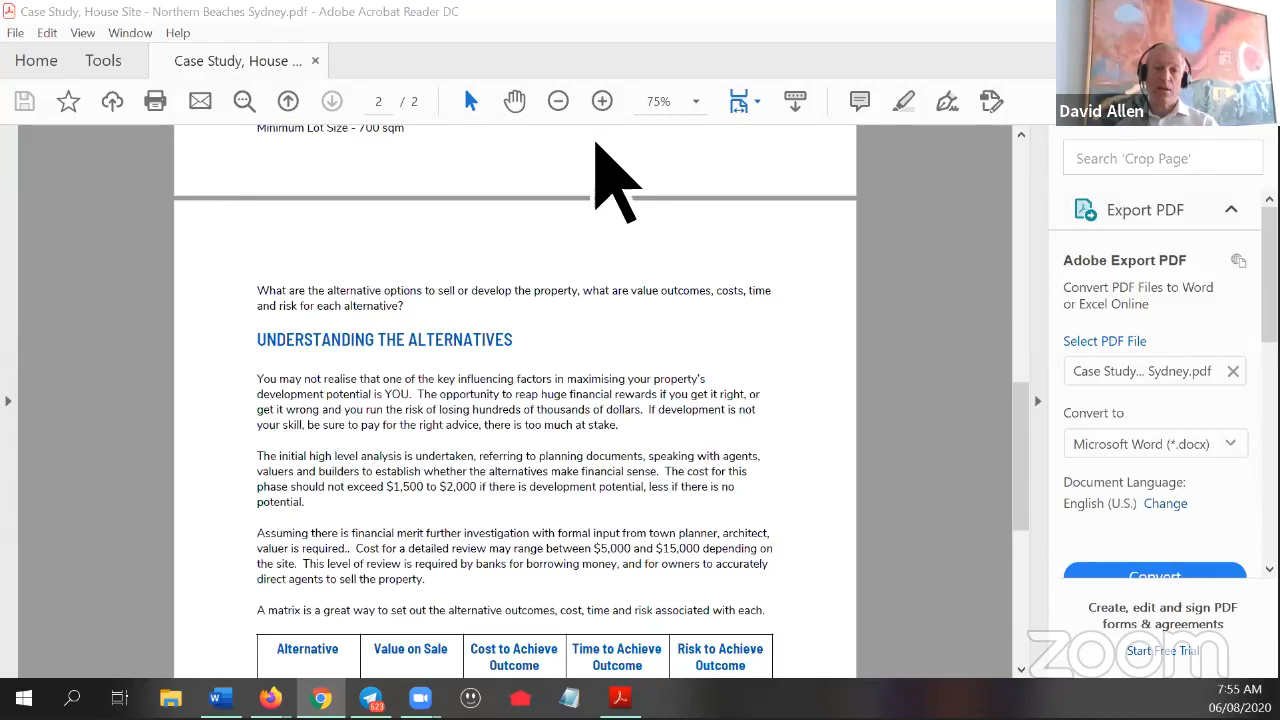 Case Study, House Site - Northern Beaches Sydney.pdf - Adobe Acrobat Reader DC
File Edit View Window Help
Home Tools Case Study, House ... ×
2 / 2 75%
David Allen
Minimum Lot Size - 700 sqm
What are the alternative options to sell or develop the property, what are value outcomes, costs, time
and risk for each alternative?
UNDERSTANDING THE ALTERNATIVES
You may not realise that one of the key influencing factors in maximising your property's
development potential is YOU. The opportunity to reap huge financial rewards if you get it right, or
get it wrong and you run the risk of losing hundreds of thousands of dollars. If development is not
your skill, be sure to pay for the right advice, there is too much at stake.
The initial high level analysis is undertaken, referring to planning documents, speaking with agents,
valuers and builders to establish whether the alternatives make financial sense. The cost for this
phase should not exceed $1,500 to $2,000 if there is development potential, less if there is no
potential.
Assuming there is financial merit further investigation with formal input from town planner, architect,
valuer is required.. Cost for a detailed review may range between $5,000 and $15,000 depending on
the site. This level of review is required by banks for borrowing money, and for owners to accurately
direct agents to sell the property.
A matrix is a great way to set out the alternative outcomes, cost, time and risk associated with each.
Alternative Value on Sale Cost to Achieve Time to Achieve Risk to Achieve
Outcome Outcome Outcome
Search 'Crop Page'
Export PDF
Adobe Export PDF
Convert PDF Files to Word
or Excel Online
Select PDF File
Case Study... Sydney.pdf
Convert to
Microsoft Word (*.docx)
Document Language:
English (U.S.) Change
Convert
Create, edit and sign PDF
forms & agreements
Start Free Trial
zoom
623
7:55 AM
06/08/2020